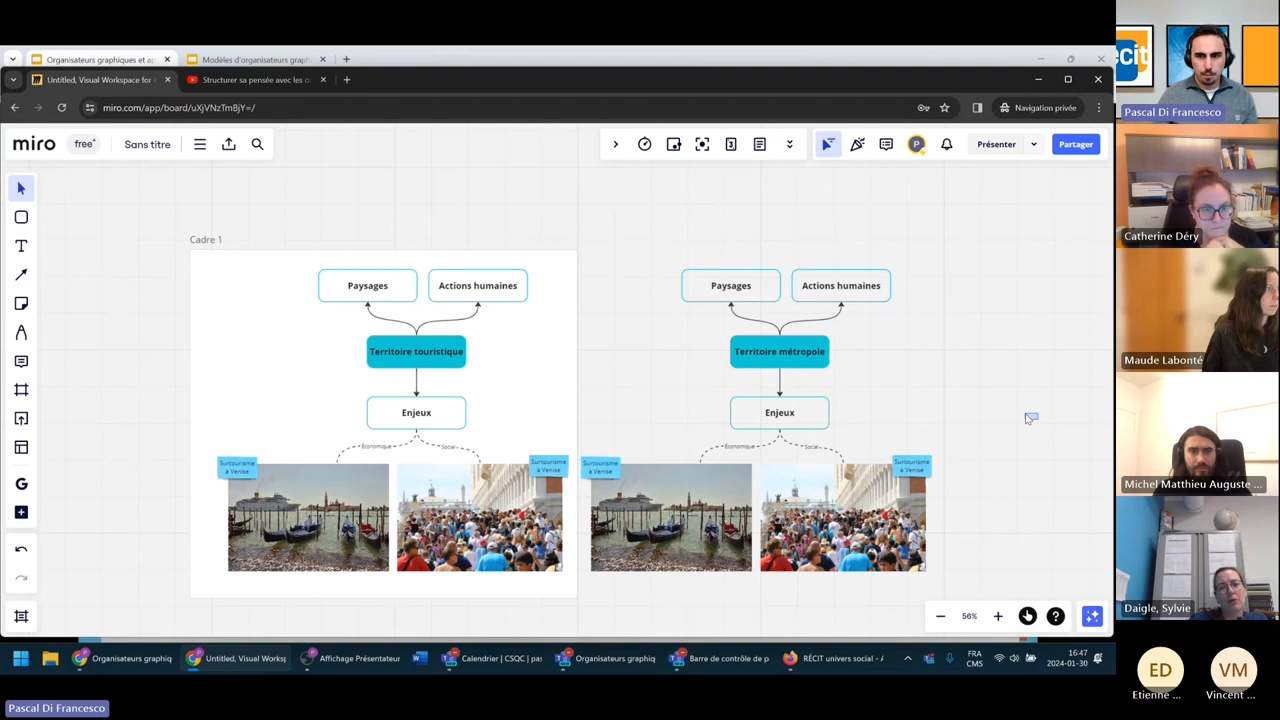 Organisateurs graphiques et ap
Modèles d'organisateurs graph
Untitled, Visual Workspace for
Structurer sa pensée avec les o
miro.com/app/board/uXjVNzTmBjY=/
Navigation privée
miro
free
Sans titre
Présenter
Partager
Cadre 1
Paysages
Actions humaines
Territoire touristique
Enjeux
Économique
Social
Surtourisme
à Venise
Surtourisme
à Venise
Paysages
Actions humaines
Territoire métropole
Enjeux
Économique
Social
Surtourisme
à Venise
Surtourisme
à Venise
56%
Organisateurs graphiq
Untitled, Visual Worksp
Affichage Présentateur
Calendrier | CSQC | pas
Organisateurs graphiq
Barre de contrôle de p
RÉCIT univers social - A
FRA
CMS
16:47
2024-01-30
Pascal Di Francesco
cit
Pascal Di Francesco
Catherine Déry
Maude Labonté
Michel Matthieu Auguste ...
Daigle, Sylvie
ED
Etienne ...
VM
Vincent ...